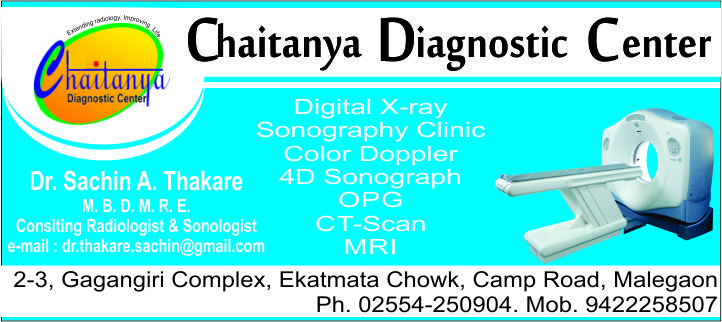 Extending radiology, Improving Life
Chaitanya
Diagnostic Center
Chaitanya Diagnostic Center
Digital X-ray
Sonography Clinic
Color Doppler
4D Sonograph
OPG
CT-Scan
MRI
Dr. Sachin A. Thakare
M. B. D. M. R. E.
Conslting Radiologist & Sonologist
e-mail : dr.thakare.sachin@gmail.com
2-3, Gagangiri Complex, Ekatmata Chowk, Camp Road, Malegaon
Ph. 02554-250904. Mob. 9422258507